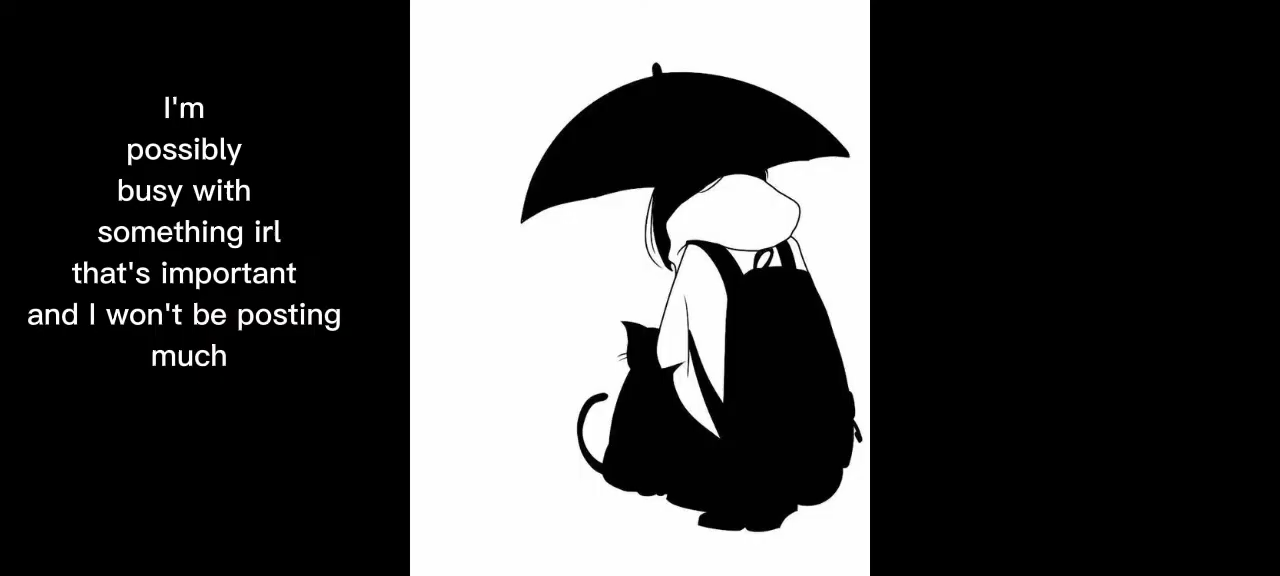 I'm
possibly
busy with
something irl
that's important
and I won't be posting
much